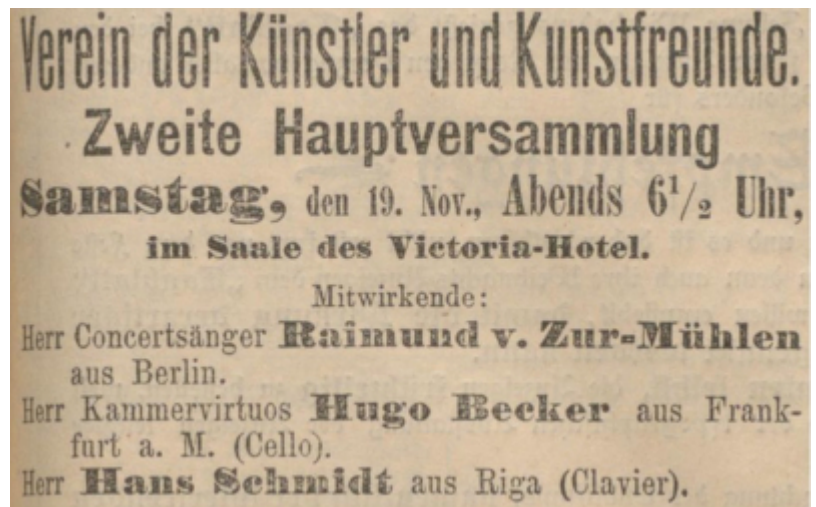 Verein der Künstler und Kunstfreunde.
Zweite Hauptversammlung
Samstag, den 19. Nov., Abends 6¹/₂ Uhr,
im Saale des Victoria-Hotel.
Mitwirkende:
Herr Concertsänger Raimund v. Zur-Mühlen
aus Berlin.
Herr Kammervirtuos Hugo Becker aus Frank-
furt a. M. (Cello).
Herr Hans Schmidt aus Riga (Clavier).